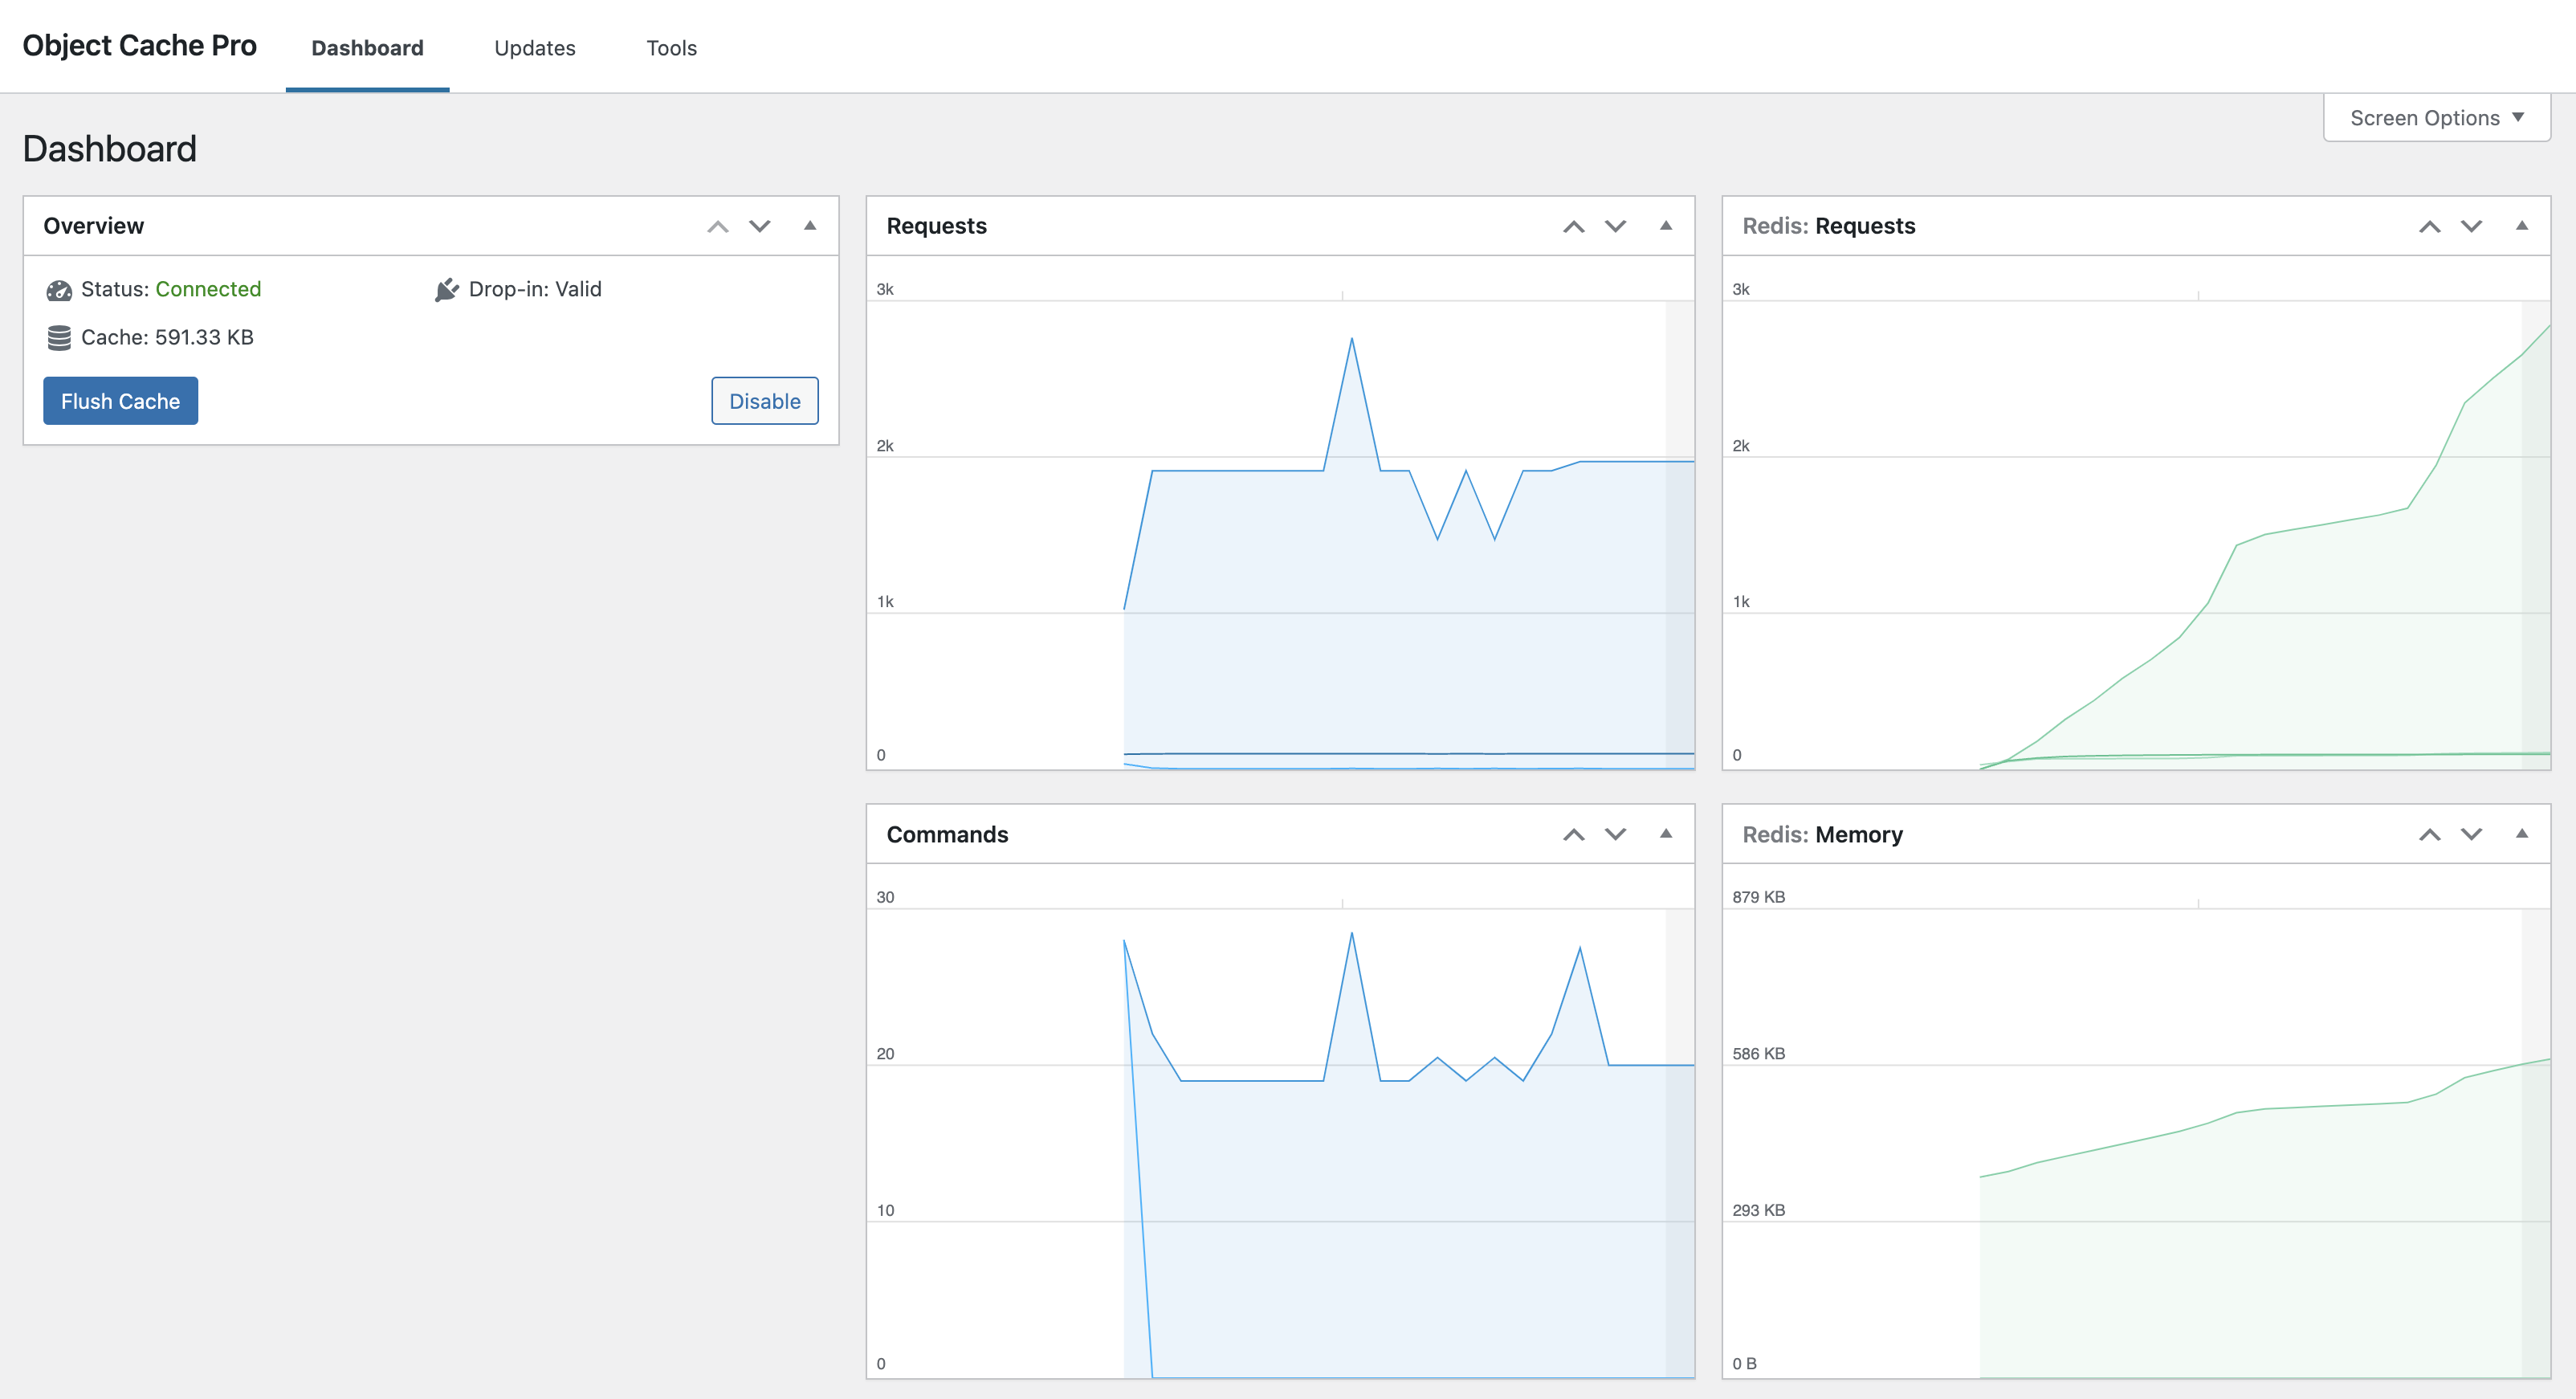 Object Cache Pro
Dashboard
Updates
Tools
Screen Options
Dashboard
Overview
Status: Connected
Drop-in: Valid
Cache: 591.33 KB
Flush Cache
Disable
Requests
3k
2k
1k
0
Redis: Requests
3k
2k
1k
0
Commands
30
20
10
0
Redis: Memory
879 KB
586 KB
293 KB
0 B